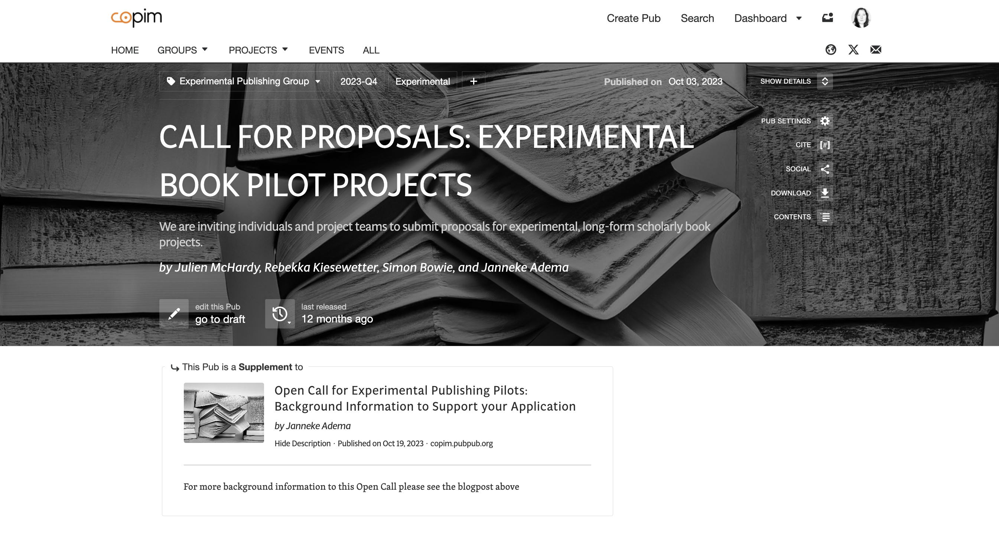 copim
Create Pub
Search
Dashboard
HOME
GROUPS
PROJECTS
EVENTS
ALL
Experimental Publishing Group
2023-Q4
Experimental
+
Published on Oct 03, 2023
SHOW DETAILS
CALL FOR PROPOSALS: EXPERIMENTAL
BOOK PILOT PROJECTS
PUB SETTINGS
CITE [#]
SOCIAL
DOWNLOAD
CONTENTS
We are inviting individuals and project teams to submit proposals for experimental, long-form scholarly book
projects.
by Julien McHardy, Rebekka Kiesewetter, Simon Bowie, and Janneke Adema
edit this Pub
go to draft
last released
12 months ago
This Pub is a Supplement to
Open Call for Experimental Publishing Pilots:
Background Information to Support your Application
by Janneke Adema
Hide Description · Published on Oct 19, 2023 · copim.pubpub.org
For more background information to this Open Call please see the blogpost above